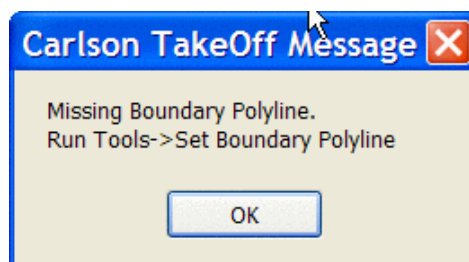 Carlson TakeOff Message
Missing Boundary Polyline.
Run Tools->Set Boundary Polyline
OK